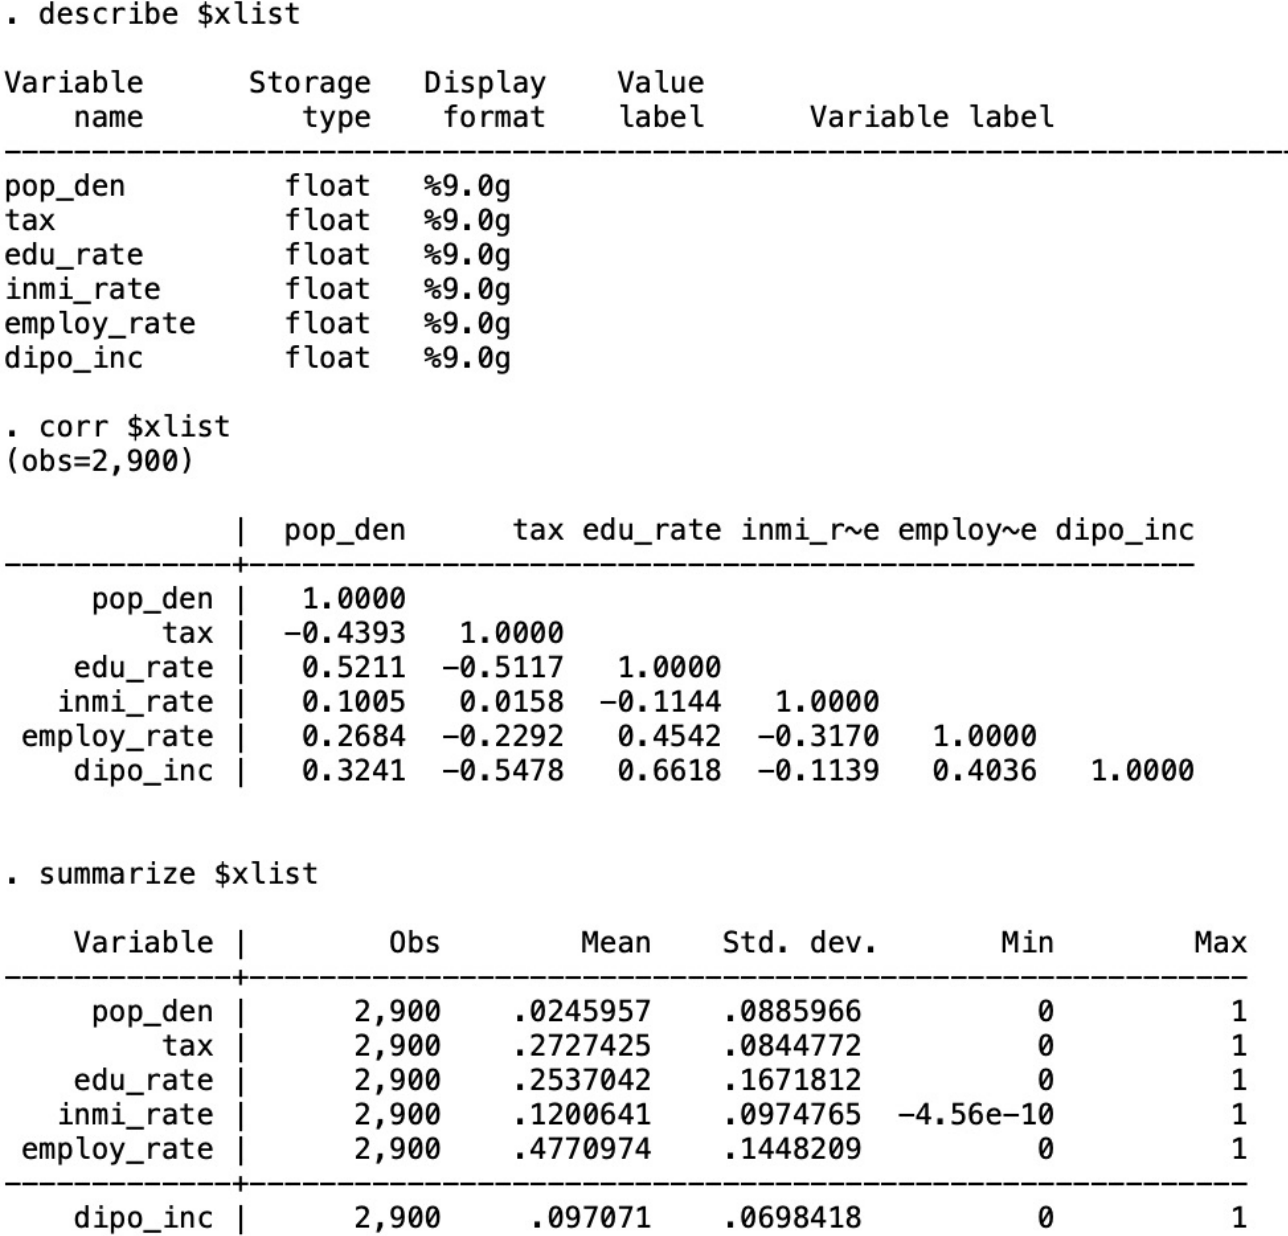 . describe $xlist
Variable Storage Display Value
name type format label Variable label
-----------------------------------------------------------------------
pop_den float %9.0g
tax float %9.0g
edu_rate float %9.0g
inmi_rate float %9.0g
employ_rate float %9.0g
dipo_inc float %9.0g
. corr $xlist
(obs=2,900)
| pop_den tax edu_rate inmi_r~e employ~e dipo_inc
-------------+------------------------------------------------------
pop_den | 1.0000
tax | -0.4393 1.0000
edu_rate | 0.5211 -0.5117 1.0000
inmi_rate | 0.1005 0.0158 -0.1144 1.0000
employ_rate | 0.2684 -0.2292 0.4542 -0.3170 1.0000
dipo_inc | 0.3241 -0.5478 0.6618 -0.1139 0.4036 1.0000
. summarize $xlist
Variable | Obs Mean Std. dev. Min Max
-------------+---------------------------------------------------------
pop_den | 2,900 .0245957 .0885966 0 1
tax | 2,900 .2727425 .0844772 0 1
edu_rate | 2,900 .2537042 .1671812 0 1
inmi_rate | 2,900 .1200641 .0974765 -4.56e-10 1
employ_rate | 2,900 .4770974 .1448209 0 1
-------------+---------------------------------------------------------
dipo_inc | 2,900 .097071 .0698418 0 1